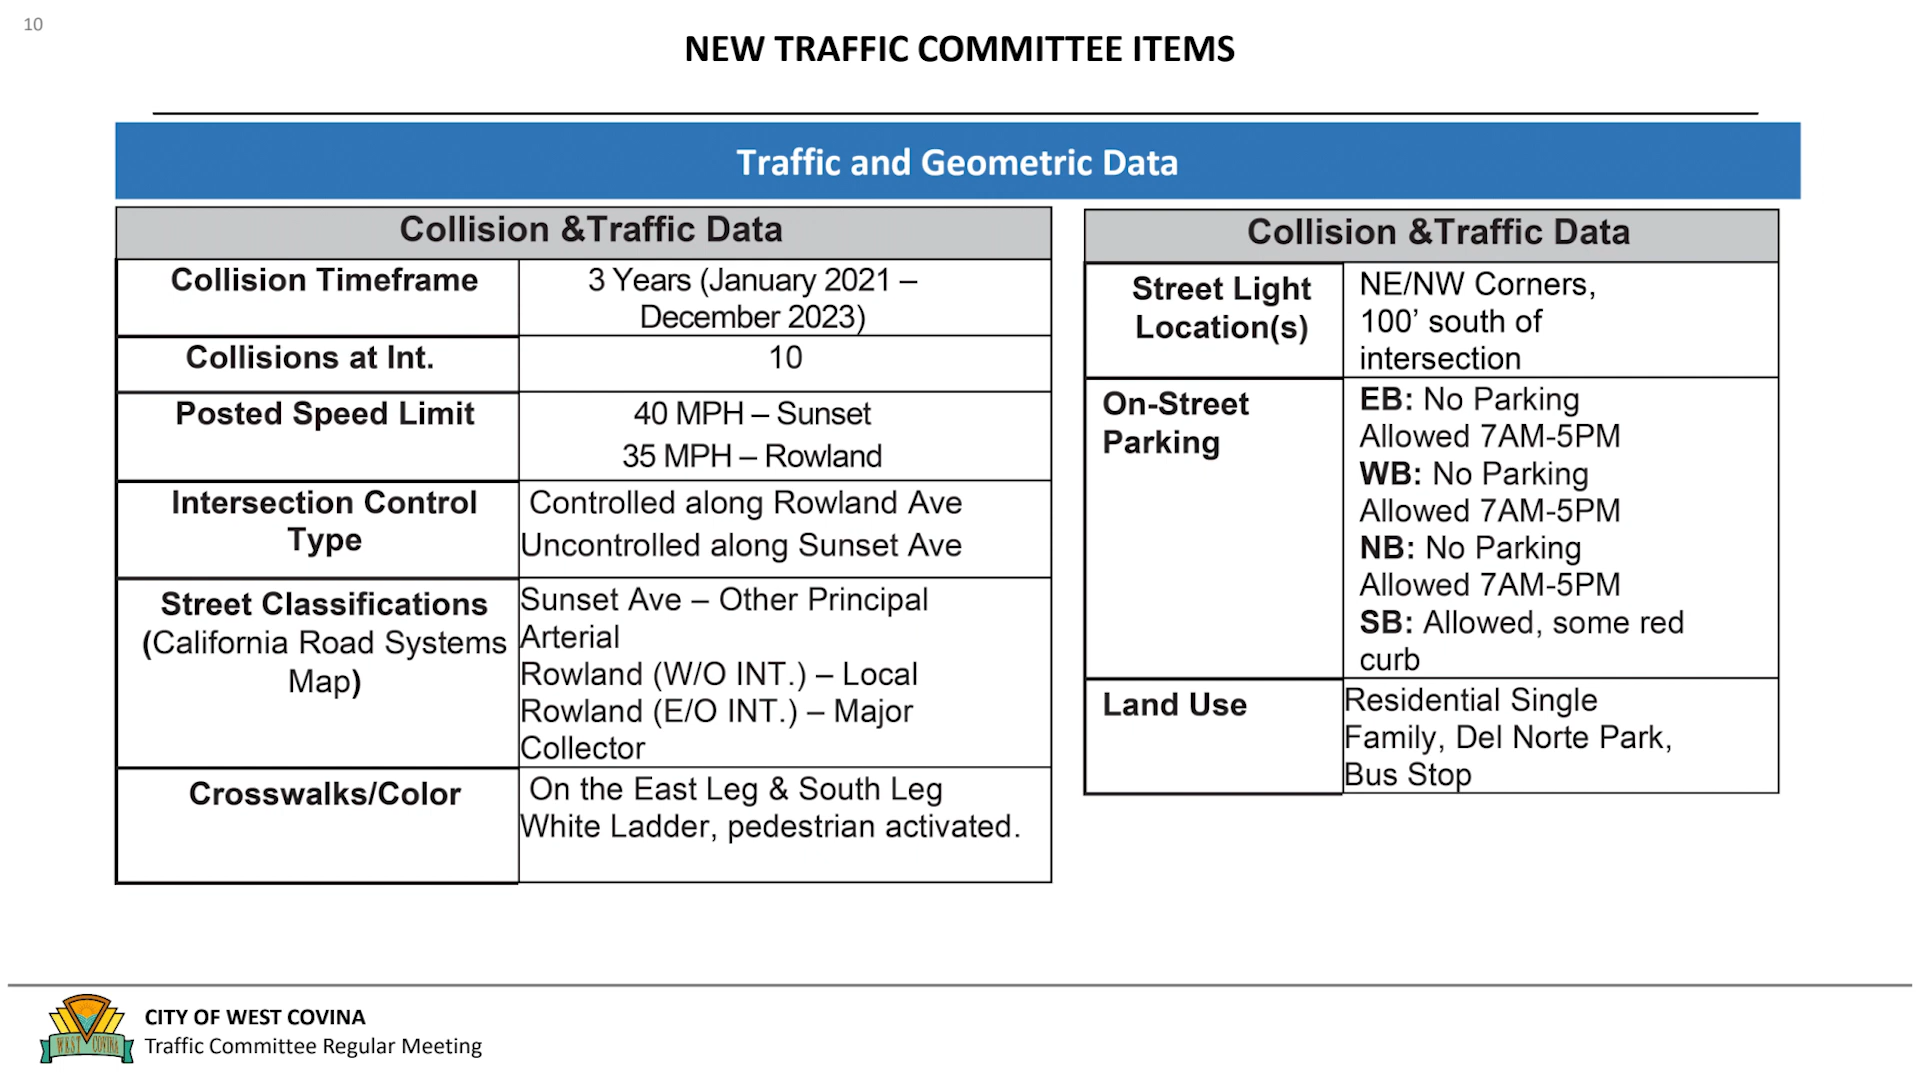 10
NEW TRAFFIC COMMITTEE ITEMS
Traffic and Geometric Data
Collision &Traffic Data
Collision Timeframe
3 Years (January 2021 –
December 2023)
Collisions at Int.
10
Posted Speed Limit
40 MPH – Sunset
35 MPH – Rowland
Intersection Control
Type
Controlled along Rowland Ave
Uncontrolled along Sunset Ave
Street Classifications
(California Road Systems
Map)
Sunset Ave – Other Principal
Arterial
Rowland (W/O INT.) – Local
Rowland (E/O INT.) – Major
Collector
Crosswalks/Color
On the East Leg & South Leg
White Ladder, pedestrian activated.
Collision &Traffic Data
Street Light
Location(s)
NE/NW Corners,
100’ south of
intersection
On-Street
Parking
EB: No Parking
Allowed 7AM-5PM
WB: No Parking
Allowed 7AM-5PM
NB: No Parking
Allowed 7AM-5PM
SB: Allowed, some red
curb
Land Use
Residential Single
Family, Del Norte Park,
Bus Stop
WEST COVINA
CITY OF WEST COVINA
Traffic Committee Regular Meeting